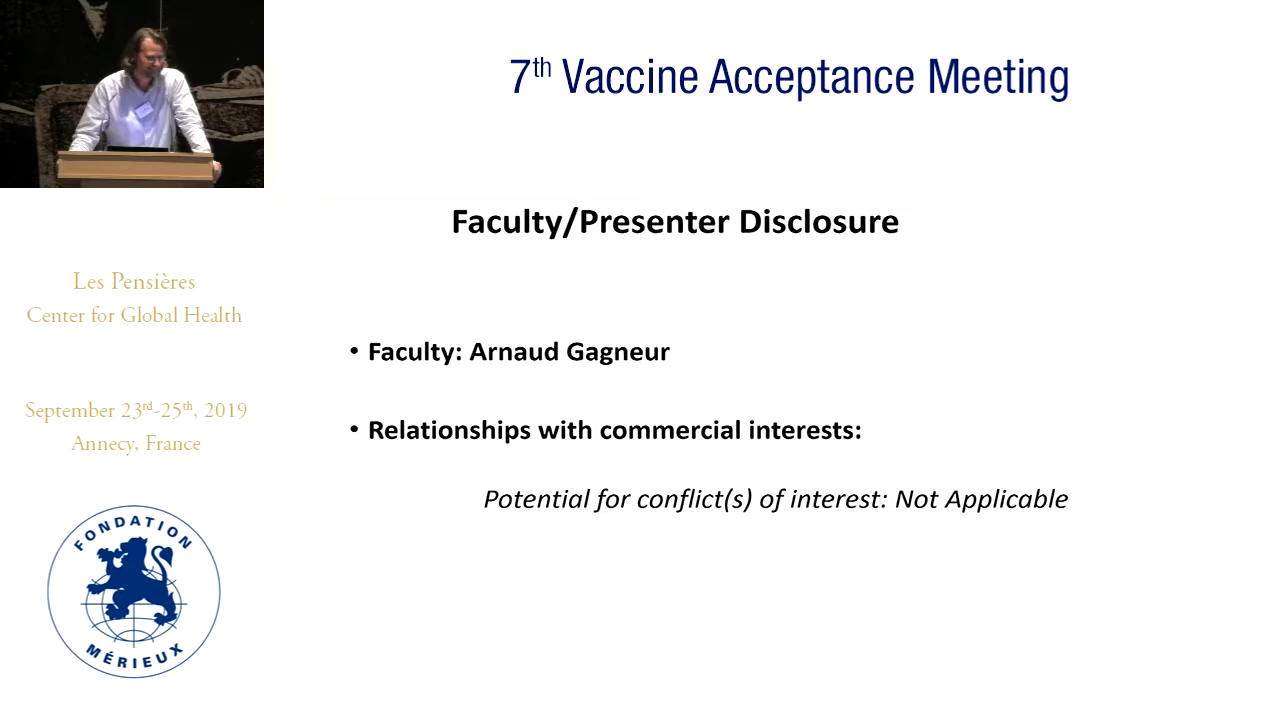 7th Vaccine Acceptance Meeting
Faculty/Presenter Disclosure
Les Pensières
Center for Global Health
September 23rd-25th, 2019
Annecy, France
• Faculty: Arnaud Gagneur
• Relationships with commercial interests:
Potential for conflict(s) of interest: Not Applicable
FONDATION
MÉRIEUX